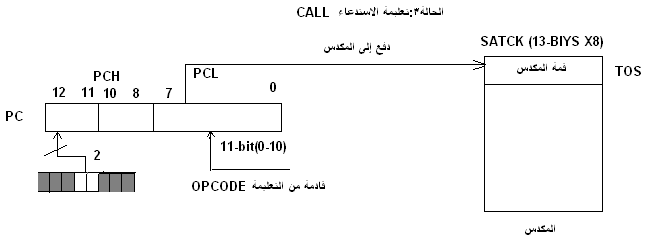 الحالة٣:تعليمة الاستدعاء CALL
دفع إلى المكدس
SATCK (13-BIYS X8)
PCH
PCL
قمة المكدس
TOS
12 11 10 8 7 0
PC
2
11-bit(0-10)
قادمة من التعليمة OPCODE
المكدس